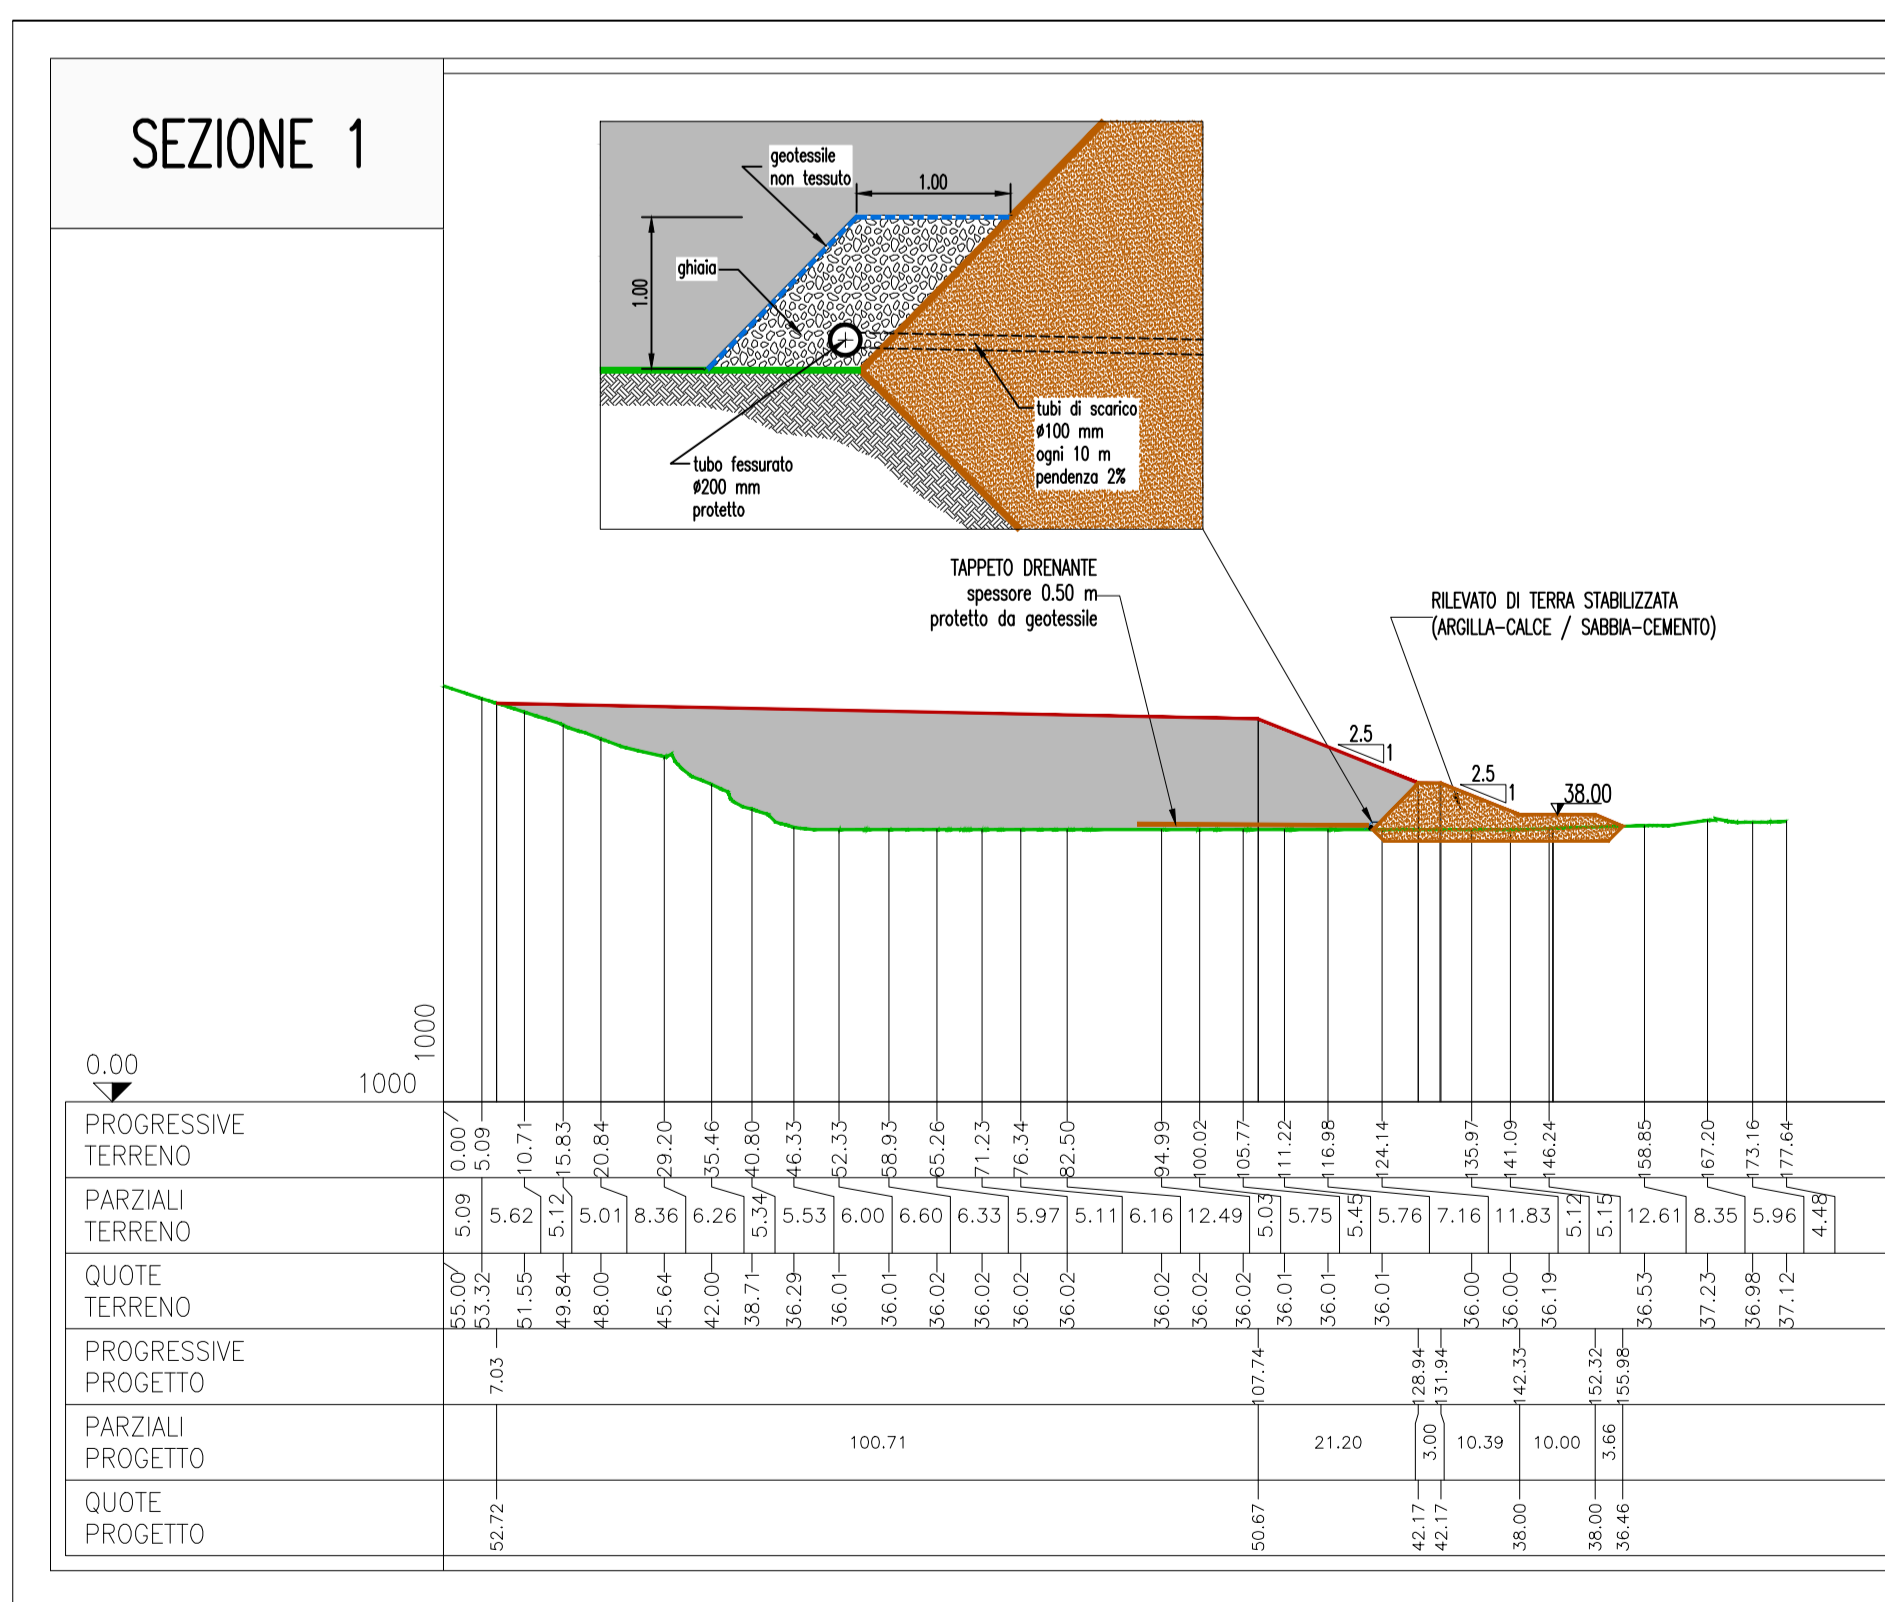 SEZIONE 1
geotessile
non tessuto
1.00
1.00
ghiaia
tubi di scarico
ø100 mm
ogni 10 m
pendenza 2%
tubo fessurato
ø200 mm
protetto
TAPPETO DRENANTE
spessore 0.50 m
protetto da geotessile
RILEVATO DI TERRA STABILIZZATA
(ARGILLA-CALCE / SABBIA-CEMENTO)
2.5
1
2.5
1
38.00
1000
0.00
1000
PROGRESSIVE
TERRENO
0.00 5.09 10.71 15.83 20.84 29.20 35.46 40.80 46.33 52.33 58.93 65.26 71.23 76.34 82.50 94.99 100.02 105.77 111.22 116.98 124.14 135.97 141.09 146.24 158.85 167.20 173.16 177.64
PARZIALI
TERRENO
5.09 5.62 5.12 5.01 8.36 6.26 5.34 5.53 6.00 6.60 6.33 5.97 5.11 6.16 12.49 5.03 5.75 5.45 5.76 7.16 11.83 5.12 5.15 12.61 8.35 5.96 4.48
QUOTE
TERRENO
55.00 53.32 51.55 49.84 48.00 45.64 42.00 38.71 36.29 36.01 36.01 36.02 36.02 36.02 36.02 36.02 36.02 36.02 36.01 36.01 36.01 36.00 36.00 36.19 36.53 37.23 36.98 37.12
PROGRESSIVE
PROGETTO
7.03 107.74 128.94 131.94 142.33 152.32 155.98
PARZIALI
PROGETTO
100.71 21.20 3.00 10.39 10.00 3.66
QUOTE
PROGETTO
52.72 50.67 42.17 42.17 38.00 38.00 36.46